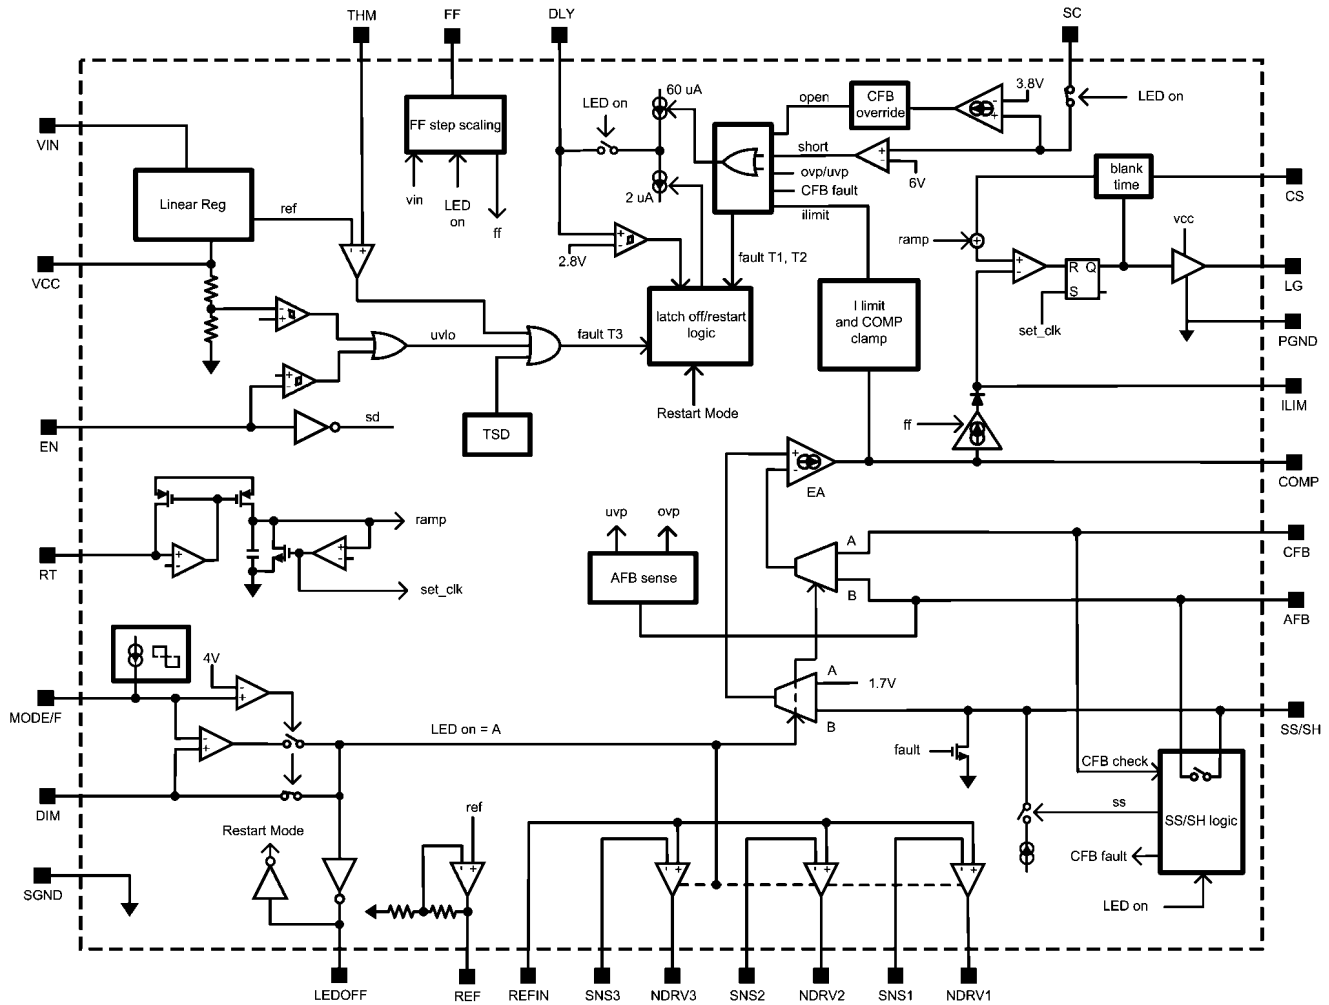 THM
FF
DLY
SC
60 uA
open
CFB
override
3.8V
LED on
LED on
FF step scaling
VIN
short
ovp/uvp
CFB fault
ilimit
6V
blank
time
CS
Linear Reg
ref
vin
LED
on
ff
2 uA
ramp
vcc
2.8V
fault T1, T2
VCC
R
Q
S
LG
latch off/restart
logic
I limit
and COMP
clamp
set_clk
PGND
uvlo
fault T3
ILIM
Restart Mode
EN
sd
TSD
ff
EA
COMP
uvp
ovp
ramp
RT
AFB sense
A
B
CFB
set_clk
AFB
4V
A
1.7V
MODE/F
LED on = A
B
SS/SH
fault
CFB check
DIM
ref
ss
SS/SH logic
Restart Mode
CFB fault
SGND
LED on
LEDOFF
REF
REFIN
SNS3
NDRV3
SNS2
NDRV2
SNS1
NDRV1